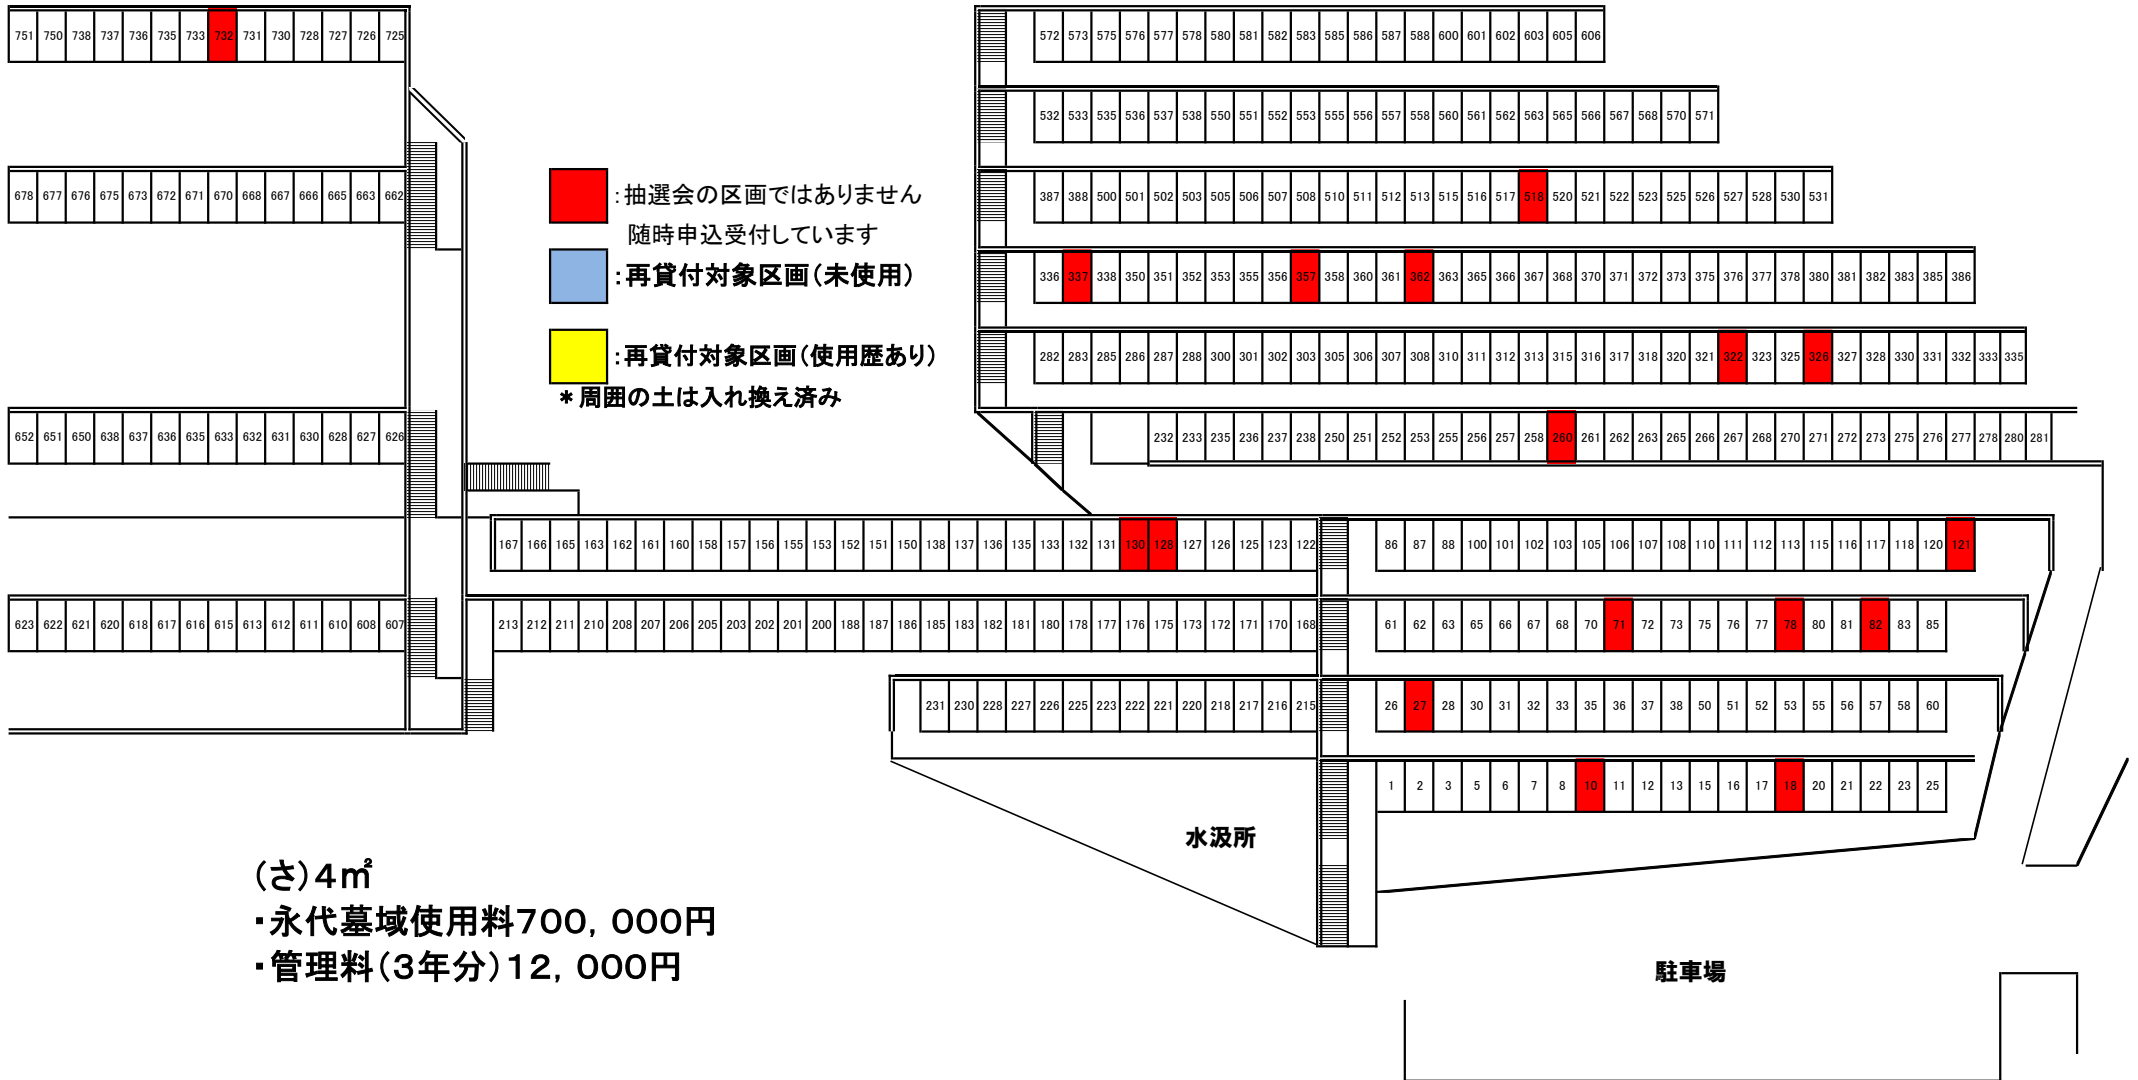 751 750 738 737 736 735 733 732 731 730 728 727 726 725
572 573 575 576 577 578 580 581 582 583 585 586 587 588 600 601 602 603 605 606
532 533 535 536 537 538 550 551 552 553 555 556 557 558 560 561 562 563 565 566 567 568 570 571
678 677 676 675 673 672 671 670 668 667 666 665 663 662
：抽選会の区画ではありません
随時申込受付しています
：再貸付対象区画（未使用）
：再貸付対象区画（使用歴あり）
＊周囲の土は入れ換え済み
387 388 500 501 502 503 505 506 507 508 510 511 512 513 515 516 517 518 520 521 522 523 525 526 527 528 530 531
336 337 338 350 351 352 353 355 356 357 358 360 361 362 363 365 366 367 368 370 371 372 373 375 376 377 378 380 381 382 383 385 386
282 283 285 286 287 288 300 301 302 303 305 306 307 308 310 311 312 313 315 316 317 318 320 321 322 323 325 326 327 328 330 331 332 333 335
652 651 650 638 637 636 635 633 632 631 630 628 627 626
232 233 235 236 237 238 250 251 252 253 255 256 257 258 260 261 262 263 265 266 267 268 270 271 272 273 275 276 277 278 280 281
167 166 165 163 162 161 160 158 157 156 155 153 152 151 150 138 137 136 135 133 132 131 130 128 127 126 125 123 122
86 87 88 100 101 102 103 105 106 107 108 110 111 112 113 115 116 117 118 120 121
623 622 621 620 618 617 616 615 613 612 611 610 608 607
213 212 211 210 208 207 206 205 203 202 201 200 188 187 186 185 183 182 181 180 178 177 176 175 173 172 171 170 168
61 62 63 65 66 67 68 70 71 72 73 75 76 77 78 80 81 82 83 85
231 230 228 227 226 225 223 222 221 220 218 217 216 215
26 27 28 30 31 32 33 35 36 37 38 50 51 52 53 55 56 57 58 60
1 2 3 5 6 7 8 10 11 12 13 15 16 17 18 20 21 22 23 25
水汲所
（さ）４㎡
・永代墓域使用料７００，０００円
・管理料（３年分）１２，０００円
駐車場